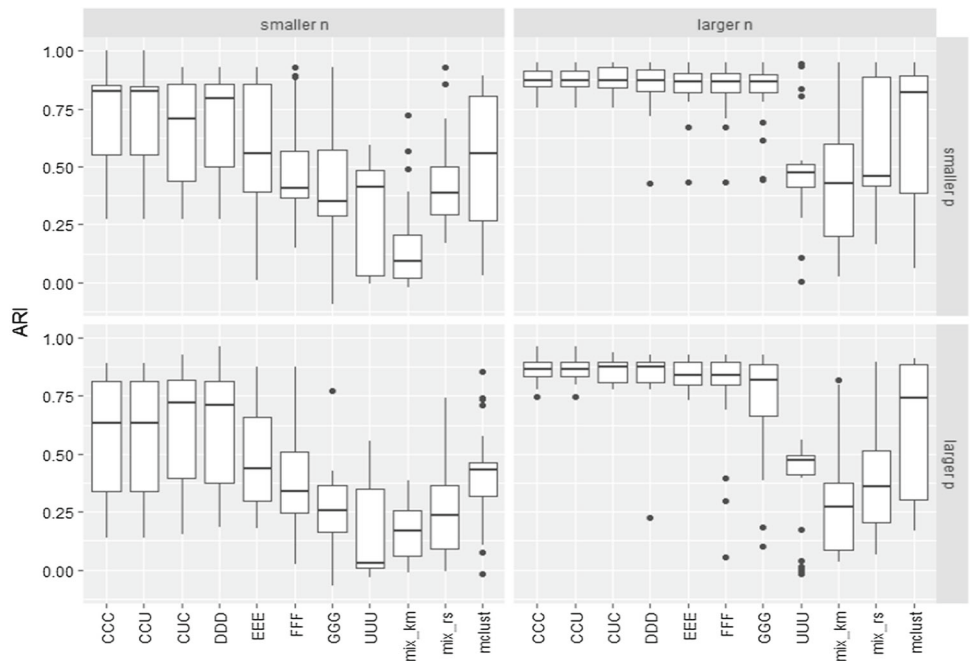 smaller n
larger n
1.00
0.75
0.50
0.25
0.00
smaller p
ARI
1.00
0.75
0.50
0.25
0.00
larger p
CCC
CCU
CUC
DDD
EEE
FFF
GGG
UUU
mix_km
mix_rs
mclust
CCC
CCU
CUC
DDD
EEE
FFF
GGG
UUU
mix_km
mix_rs
mclust